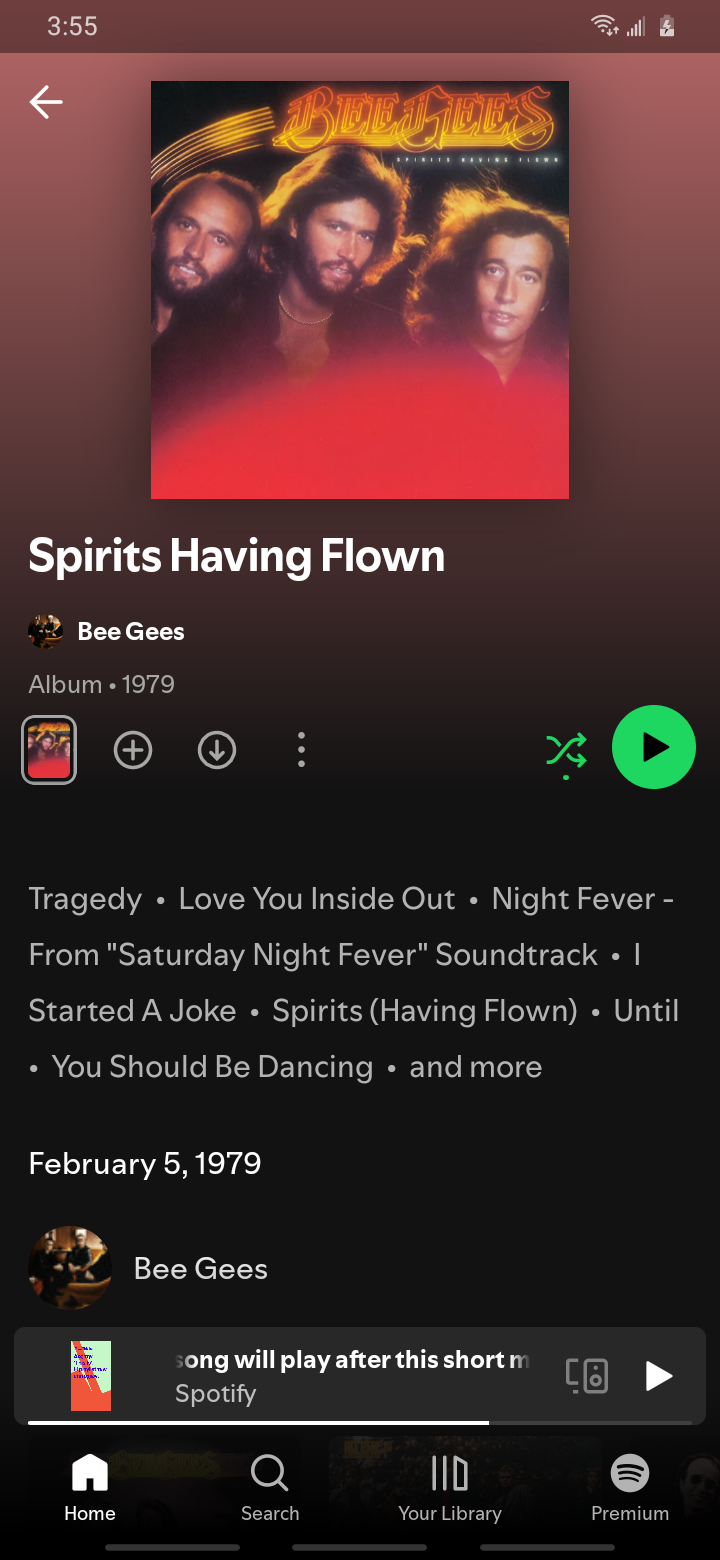 3:55
BEE GEES
SPIRITS HAVING FLOWN
Spirits Having Flown
Bee Gees
Album • 1979
Tragedy • Love You Inside Out • Night Fever -
From "Saturday Night Fever" Soundtrack • I
Started A Joke • Spirits (Having Flown) • Until
• You Should Be Dancing • and more
February 5, 1979
Bee Gees
song will play after this short m
Spotify
Home
Search
Your Library
Premium